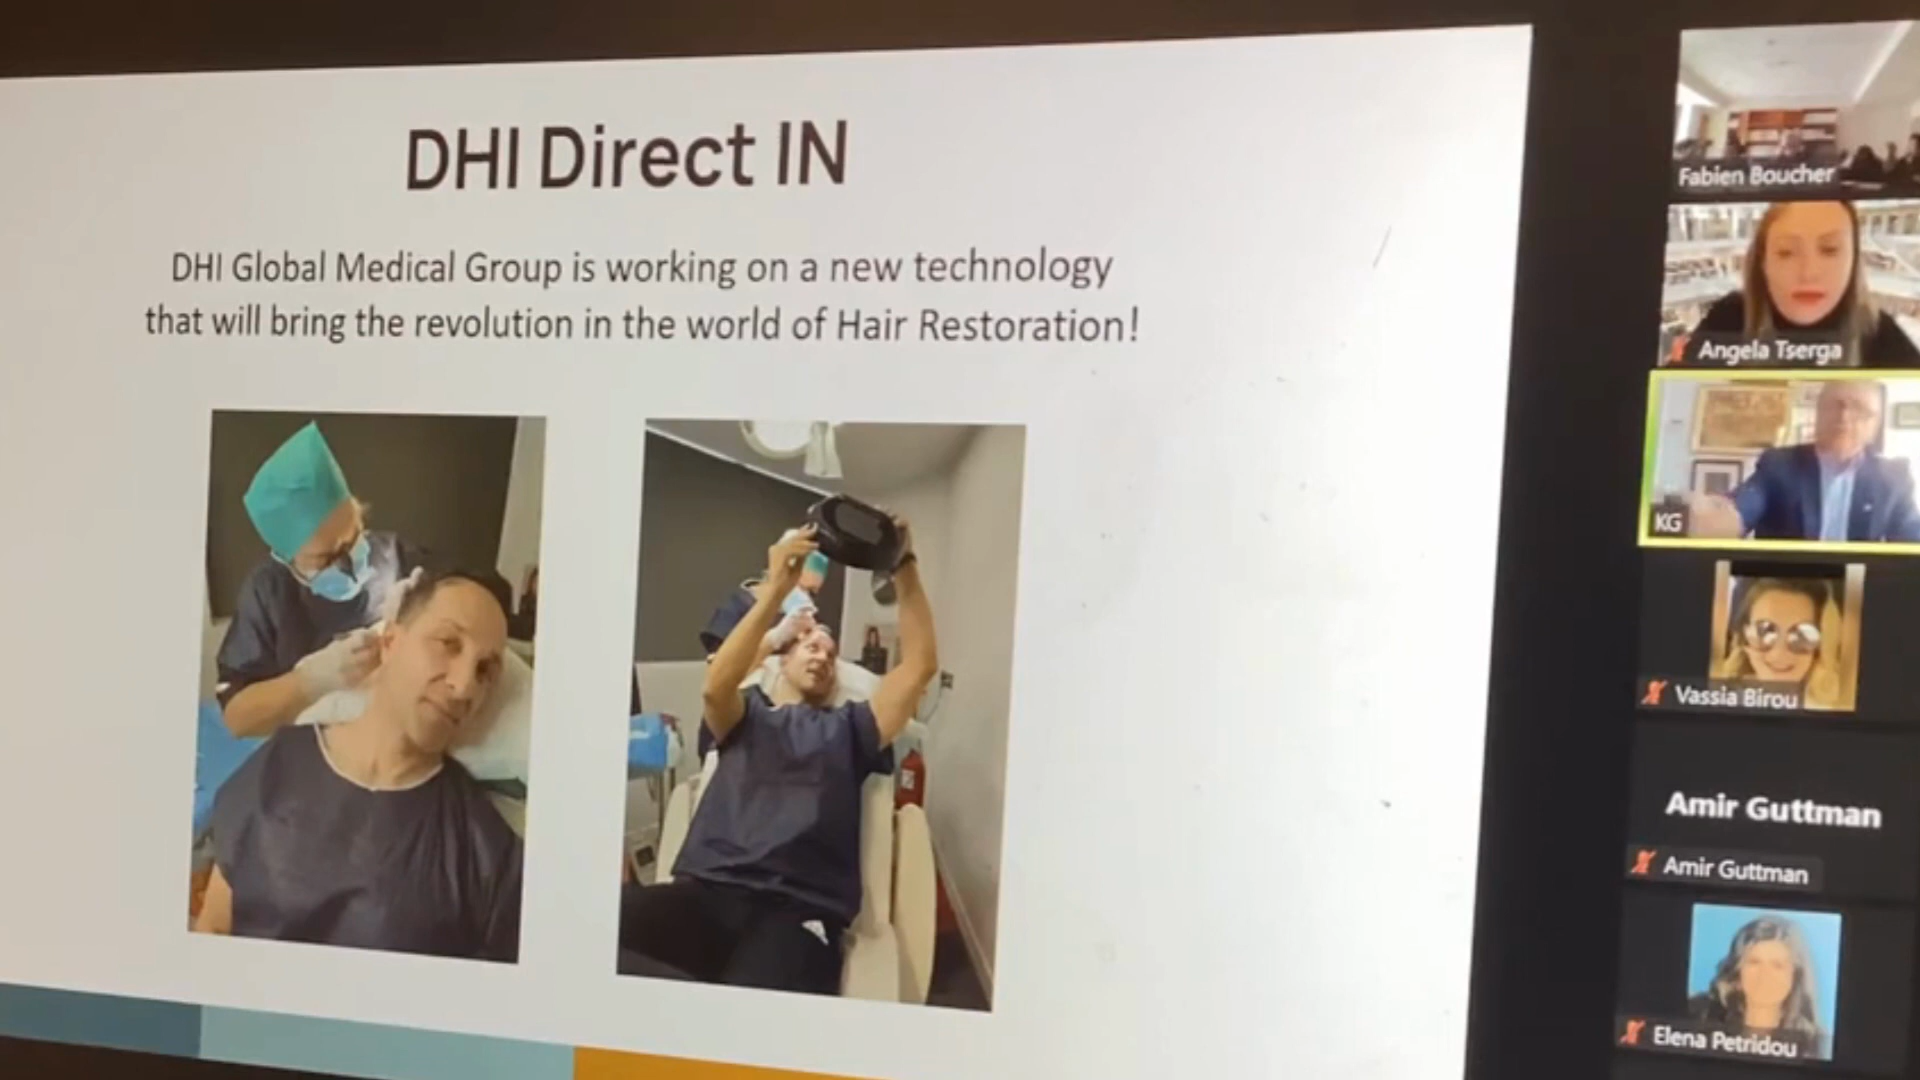 DHI Direct IN
DHI Global Medical Group is working on a new technology
that will bring the revolution in the world of Hair Restoration!
Fabien Boucher
Angela Tserga
KG
Vassia Birou
Amir Guttman
Amir Guttman
Elena Petridou